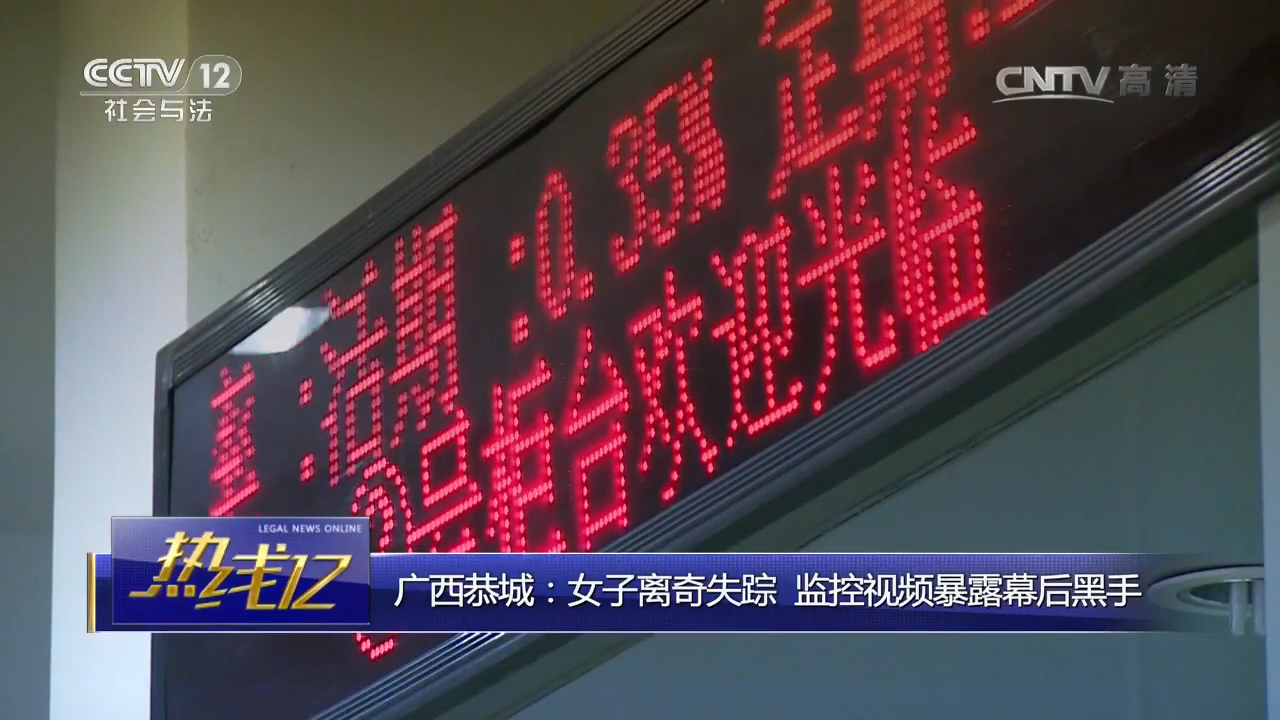 CCTV 12
社会与法
CNTV 高清
活期:0.35%
号柜台欢迎光临
LEGAL NEWS ONLINE
热线12
广西恭城：女子离奇失踪 监控视频暴露幕后黑手